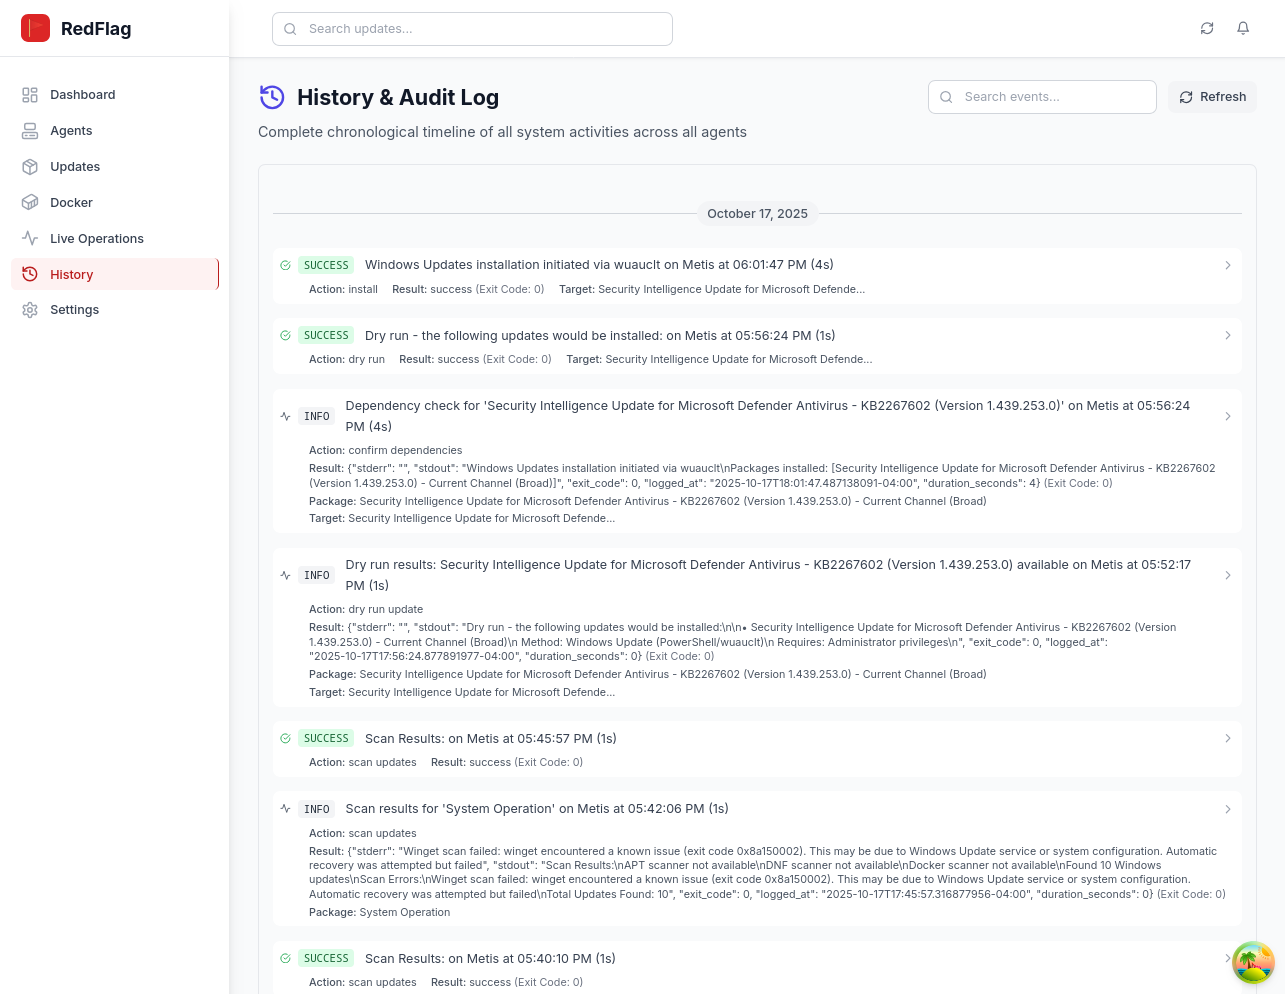 RedFlag
Search updates...
Dashboard
Agents
Updates
Docker
Live Operations
History
Settings
History & Audit Log
Search events...
Refresh
Complete chronological timeline of all system activities across all agents
October 17, 2025
SUCCESS Windows Updates installation initiated via wuauclt on Metis at 06:01:47 PM (4s)
Action: install Result: success (Exit Code: 0) Target: Security Intelligence Update for Microsoft Defende...
SUCCESS Dry run - the following updates would be installed: on Metis at 05:56:24 PM (1s)
Action: dry run Result: success (Exit Code: 0) Target: Security Intelligence Update for Microsoft Defende...
INFO Dependency check for 'Security Intelligence Update for Microsoft Defender Antivirus - KB2267602 (Version 1.439.253.0)' on Metis at 05:56:24
PM (4s)
Action: confirm dependencies
Result: {"stderr": "", "stdout": "Windows Updates installation initiated via wuauclt\nPackages installed: [Security Intelligence Update for Microsoft Defender Antivirus - KB2267602
(Version 1.439.253.0) - Current Channel (Broad)]", "exit_code": 0, "logged_at": "2025-10-17T18:01:47.487138091-04:00", "duration_seconds": 4} (Exit Code: 0)
Package: Security Intelligence Update for Microsoft Defender Antivirus - KB2267602 (Version 1.439.253.0) - Current Channel (Broad)
Target: Security Intelligence Update for Microsoft Defende...
INFO Dry run results: Security Intelligence Update for Microsoft Defender Antivirus - KB2267602 (Version 1.439.253.0) available on Metis at 05:52:17
PM (1s)
Action: dry run update
Result: {"stderr": "", "stdout": "Dry run - the following updates would be installed:\n\n• Security Intelligence Update for Microsoft Defender Antivirus - KB2267602 (Version
1.439.253.0) - Current Channel (Broad)\n Method: Windows Update (PowerShell/wuauclt)\n Requires: Administrator privileges\n", "exit_code": 0, "logged_at":
"2025-10-17T17:56:24.877891977-04:00", "duration_seconds": 0} (Exit Code: 0)
Package: Security Intelligence Update for Microsoft Defender Antivirus - KB2267602 (Version 1.439.253.0) - Current Channel (Broad)
Target: Security Intelligence Update for Microsoft Defende...
SUCCESS Scan Results: on Metis at 05:45:57 PM (1s)
Action: scan updates Result: success (Exit Code: 0)
INFO Scan results for 'System Operation' on Metis at 05:42:06 PM (1s)
Action: scan updates
Result: {"stderr": "Winget scan failed: winget encountered a known issue (exit code 0x8a150002). This may be due to Windows Update service or system configuration. Automatic
recovery was attempted but failed", "stdout": "Scan Results:\nAPT scanner not available\nDNF scanner not available\nDocker scanner not available\nFound 10 Windows
updates\nScan Errors:\nWinget scan failed: winget encountered a known issue (exit code 0x8a150002). This may be due to Windows Update service or system configuration.
Automatic recovery was attempted but failed\nTotal Updates Found: 10", "exit_code": 0, "logged_at": "2025-10-17T17:45:57.316877956-04:00", "duration_seconds": 0} (Exit Code: 0)
Package: System Operation
SUCCESS Scan Results: on Metis at 05:40:10 PM (1s)
Action: scan updates Result: success (Exit Code: 0)